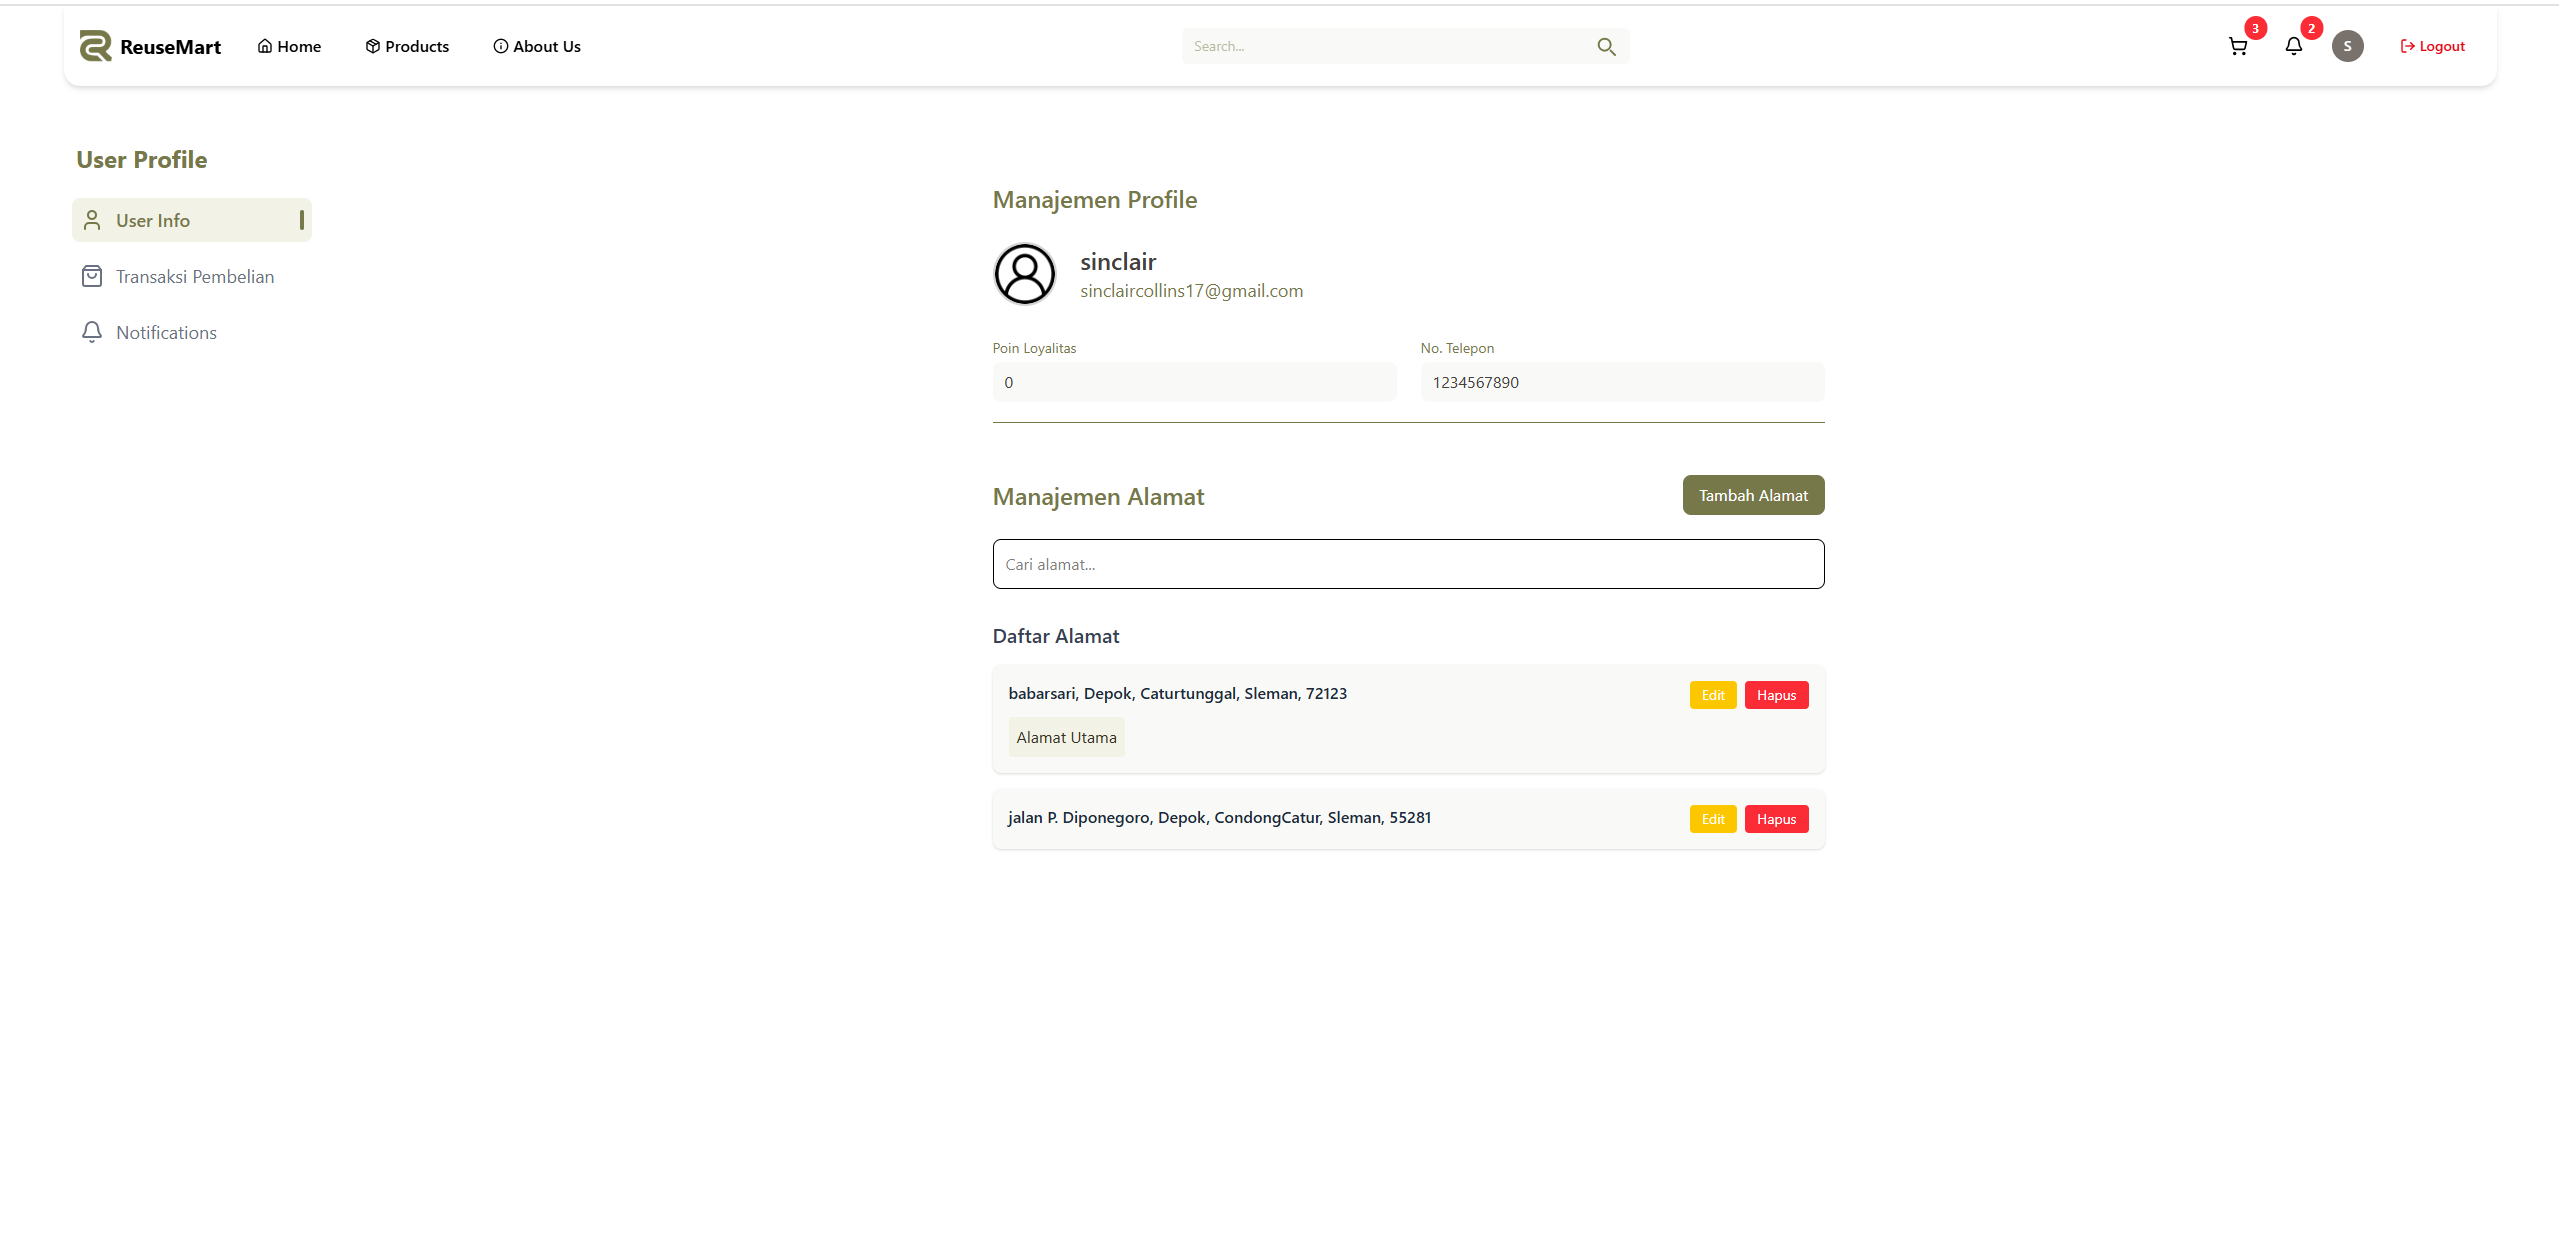 ReuseMart
Home
Products
About Us
Search...
3
2
S
Logout
User Profile
User Info
Transaksi Pembelian
Notifications
Manajemen Profile
sinclair
sinclaircollins17@gmail.com
Poin Loyalitas
No. Telepon
0
1234567890
Manajemen Alamat
Tambah Alamat
Cari alamat...
Daftar Alamat
babarsari, Depok, Caturtunggal, Sleman, 72123
Edit
Hapus
Alamat Utama
jalan P. Diponegoro, Depok, CondongCatur, Sleman, 55281
Edit
Hapus